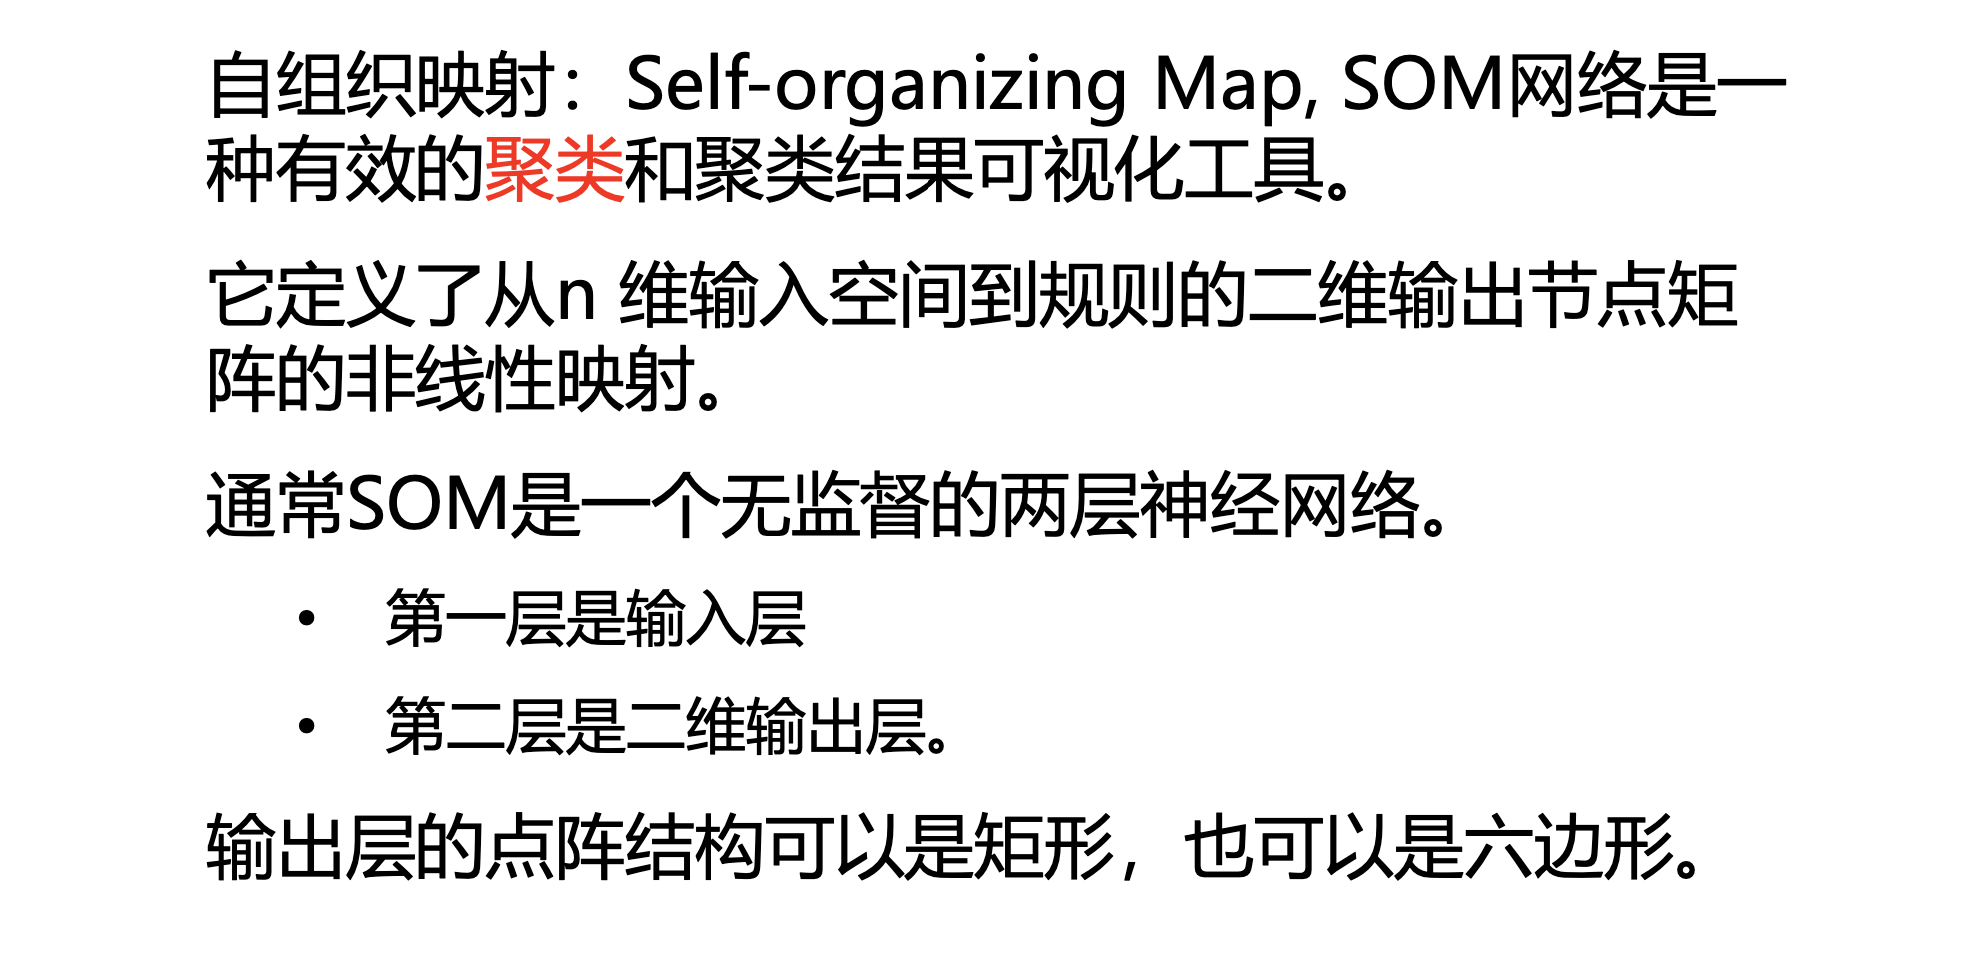 自组织映射：Self-organizing Map, SOM网络是一
种有效的聚类和聚类结果可视化工具。
它定义了从n 维输入空间到规则的二维输出节点矩
阵的非线性映射。
通常SOM是一个无监督的两层神经网络。
• 第一层是输入层
• 第二层是二维输出层。
输出层的点阵结构可以是矩形，也可以是六边形。